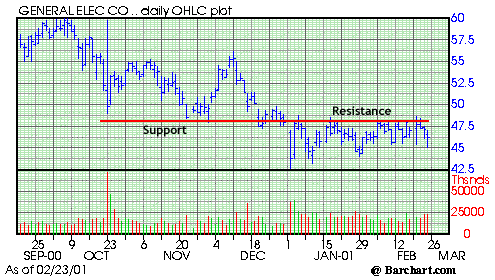 GENERAL ELEC CO .. daily OHLC plot
60
57.5
55
52.5
50
Resistance
47.5
Support
45
42.5
Thsnds
50000
25000
0
25 9 23 6 20 4 18 2 15 29 12 26
SEP-00 OCT NOV DEC JAN-01 FEB MAR
As of 02/23/01
@ Barchart.com